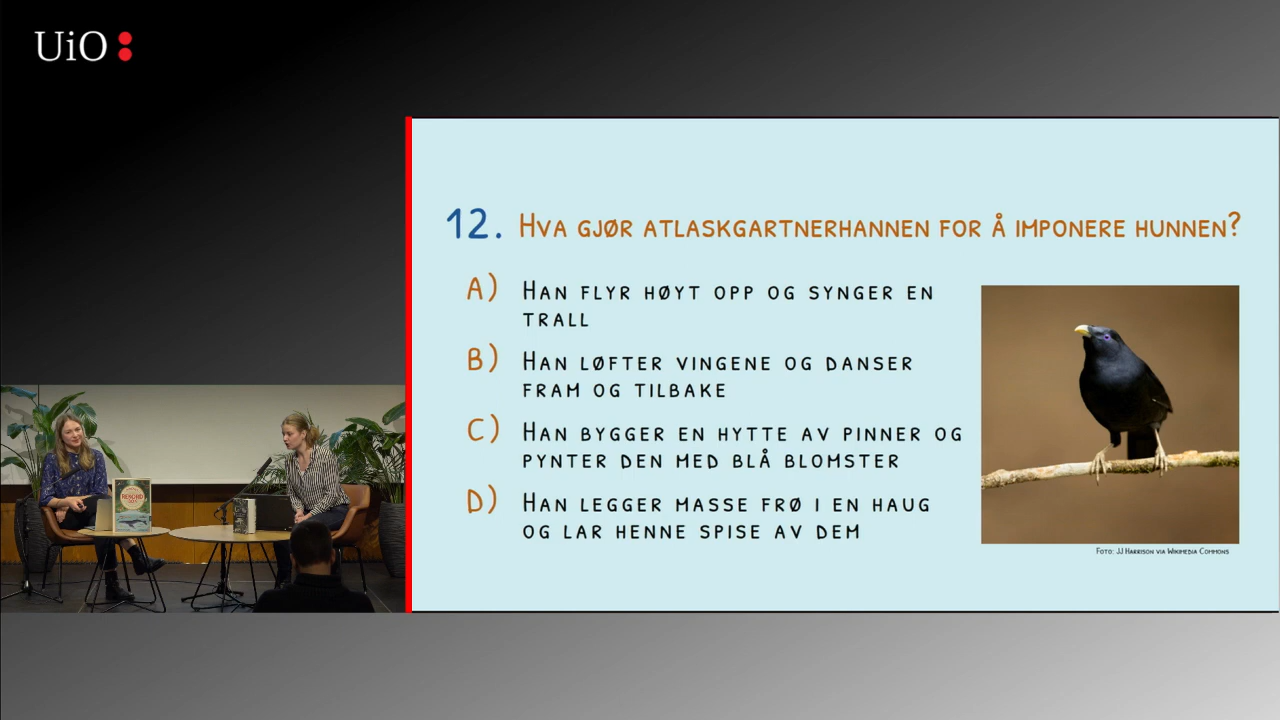 UiO
12. HVA GJØR ATLASKGARTNERHANNEN FOR Å IMPONERE HUNNEN?
A) HAN FLYR HØYT OPP OG SYNGER EN
TRALL
B) HAN LØFTER VINGENE OG DANSER
FRAM OG TILBAKE
C) HAN BYGGER EN HYTTE AV PINNER OG
PYNTER DEN MED BLÅ BLOMSTER
D) HAN LEGGER MASSE FRØ I EN HAUG
OG LAR HENNE SPISE AV DEM
FOTO: JJ HARRISON VIA WIKIMEDIA COMMONS
REKORD